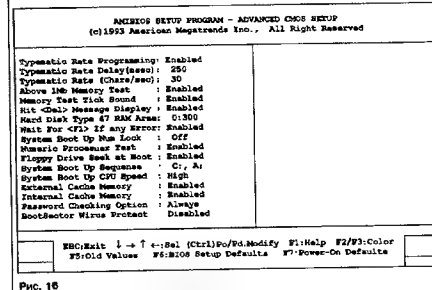 AMIBIOS SETUP PROGRAM - ADVANCED CMOS SETUP
(c)1993 American Megatrends Inc., All Right Reserved
Typematic Rate Programing: Enabled
Typematic Rate Delay(msec): 250
Typematic Rate (Chars/sec): 30
Above 1Mb Memory Test : Enabled
Memory Test Tick Sound : Enabled
Hit <Del> Message Display : Enabled
Hard Disk Type 47 RAM Area: 0:300
Wait For <F1> If any Error: Enabled
System Boot Up Num Lock : Off
Numeric Processor Test : Enabled
Floppy Drive Seek at Boot : Enabled
System Boot Up Sequense : C:, A:
System Boot Up CPU Speed : High
External Cache Memory : Enabled
Internal Cache Memory : Enabled
Password Checking Option : Always
BootSector Wirus Protect Disabled
ESC:Exit ↓ → ↑ ←:Sel (Ctrl)Pu/Pd.Modify F1:Help F2/F3:Color
F5:Old Values F6:BIOS Setup Defaults F7:Power-On Defaults
Рис. 16